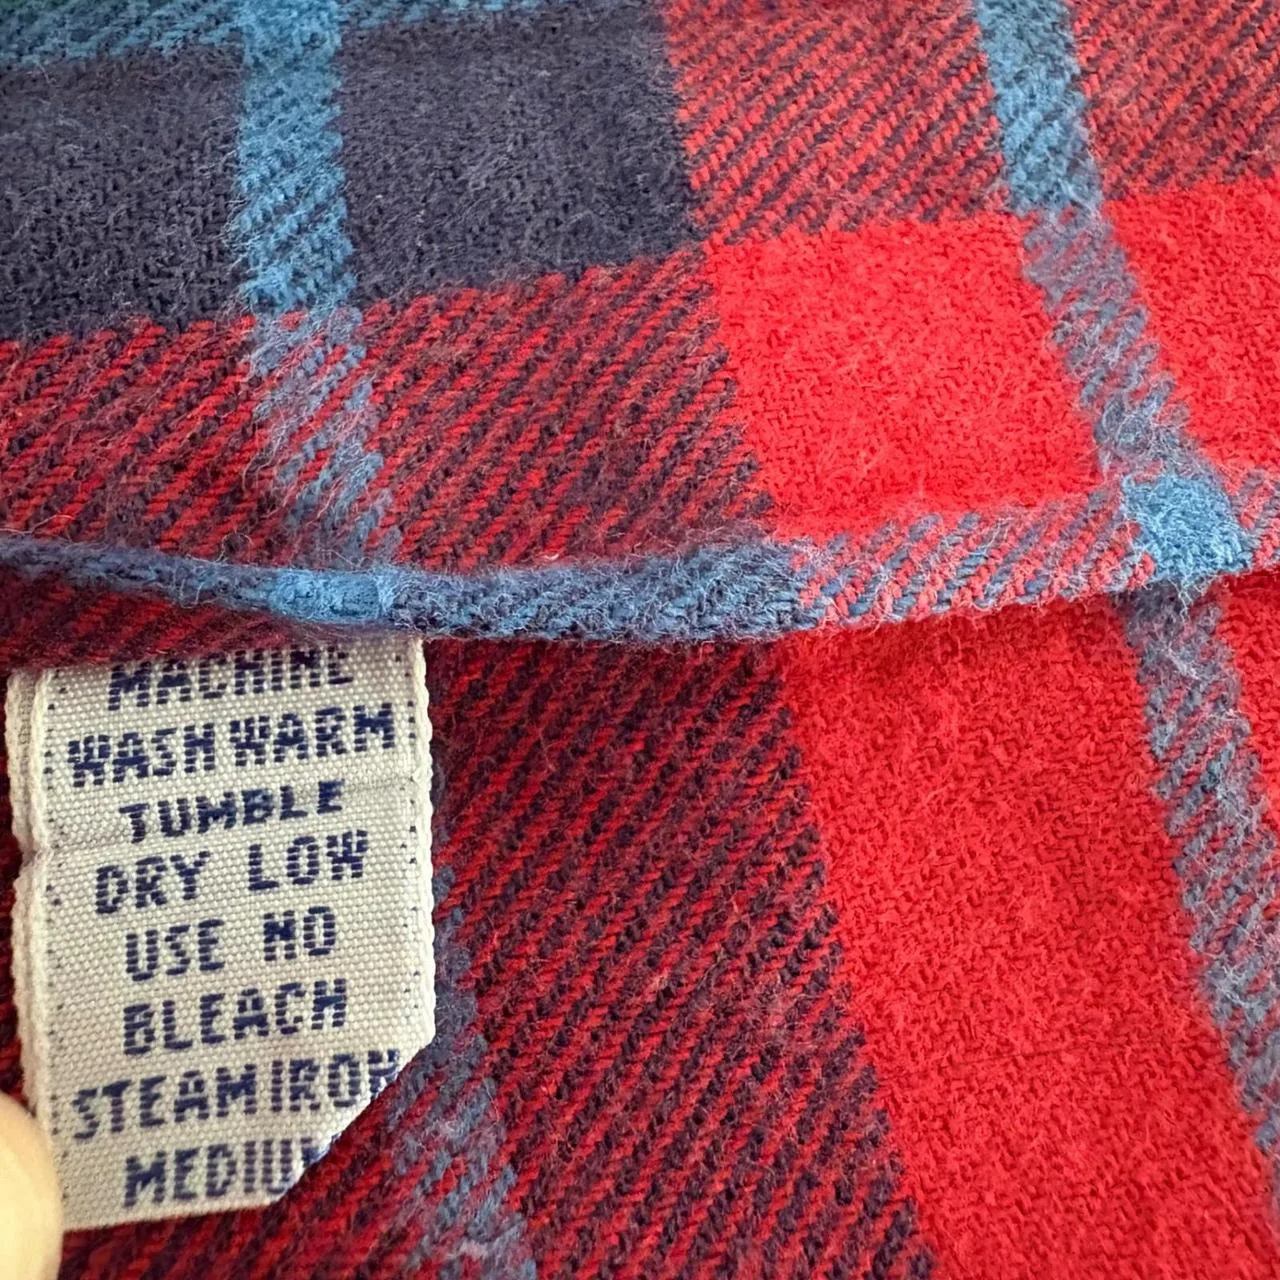 MACHINE
WASH WARM
TUMBLE
DRY LOW
USE NO
BLEACH
STEAM IRON
MEDIUM